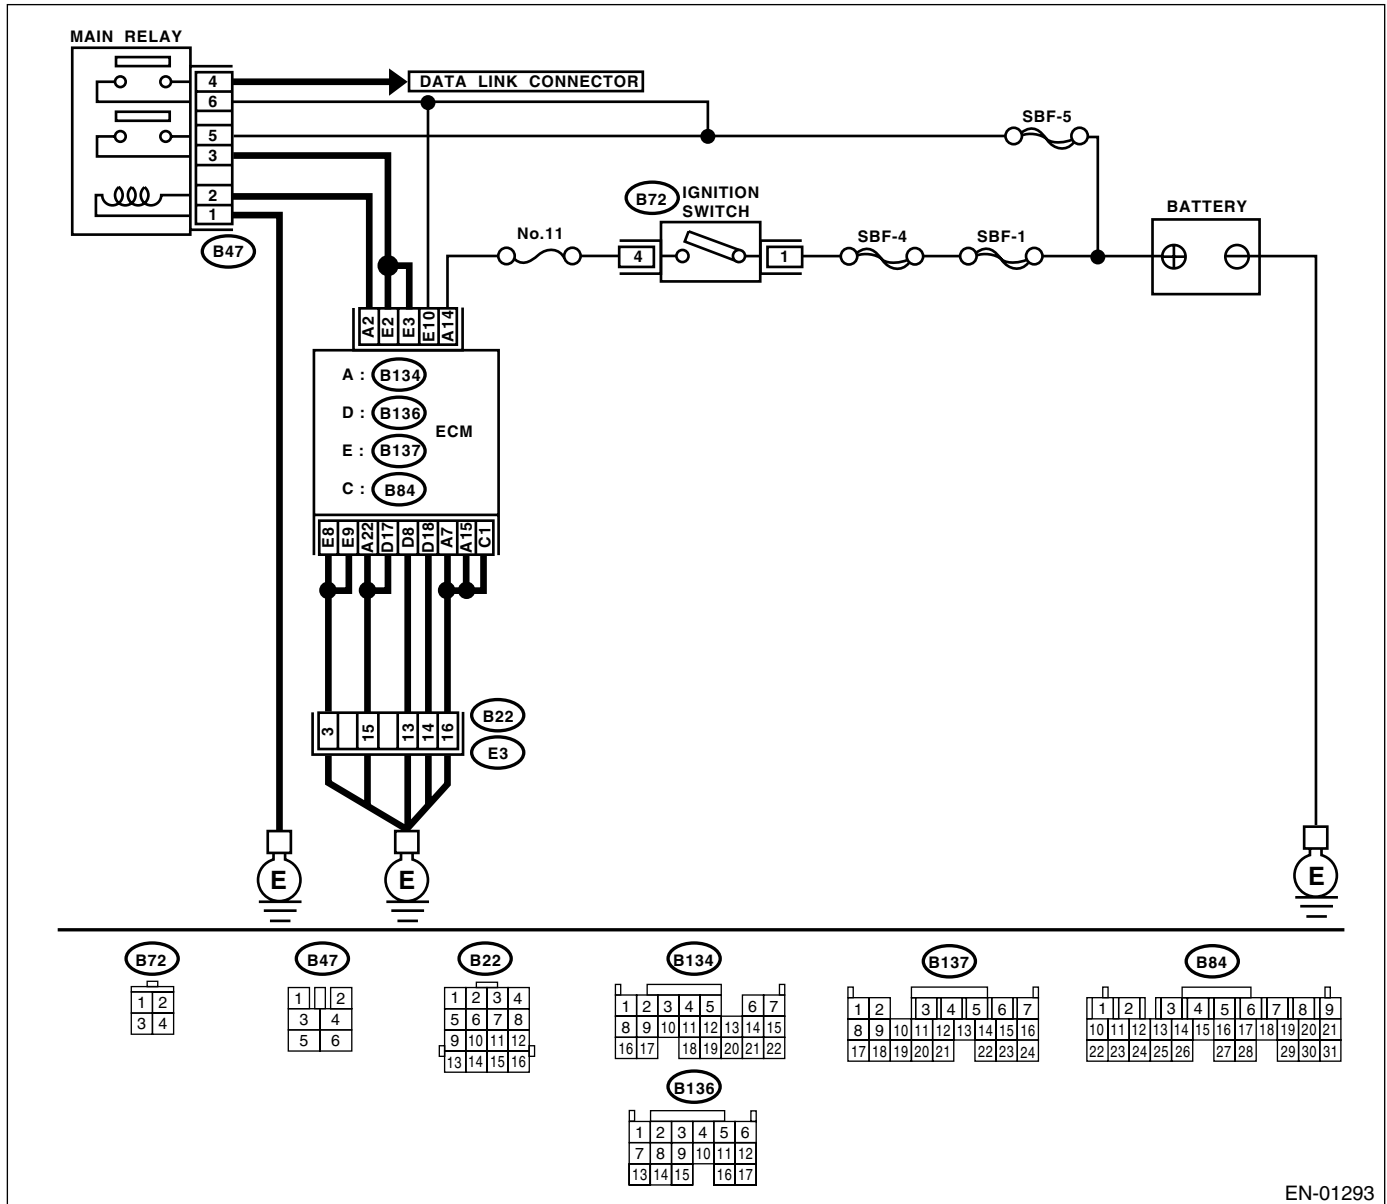 MAIN RELAY
4
DATA LINK CONNECTOR
6
5
3
2
1
B47
SBF-5
B72 IGNITION
SWITCH
No.11
4
1
SBF-4
SBF-1
BATTERY
A2 E2 E3 E10 A14
A : B134
D : B136
ECM
E : B137
C : B84
E8 E9 A22 D17 D8 D18 A7 A15 C1
3 15 13 14 16
B22
E3
E
E
E
B72
1 2
3 4
B47
1 2
3 4
5 6
B22
1 2 3 4
5 6 7 8
9 10 11 12
13 14 15 16
B134
1 2 3 4 5 6 7
8 9 10 11 12 13 14 15
16 17 18 19 20 21 22
B137
1 2 3 4 5 6 7
8 9 10 11 12 13 14 15 16
17 18 19 20 21 22 23 24
B84
1 2 3 4 5 6 7 8 9
10 11 12 13 14 15 16 17 18 19 20 21
22 23 24 25 26 27 28 29 30 31
B136
1 2 3 4 5 6
7 8 9 10 11 12
13 14 15 16 17
EN-01293